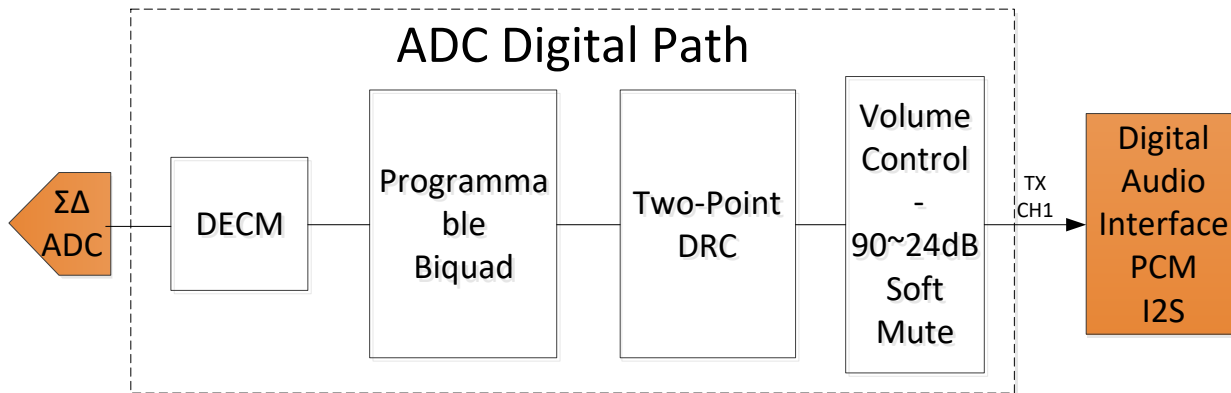 ADC Digital Path
ΣΔ
ADC
DECM
Programma
ble
Biquad
Two-Point
DRC
Volume
Control
-
90~24dB
Soft
Mute
TX
CH1
Digital
Audio
Interface
PCM
I2S